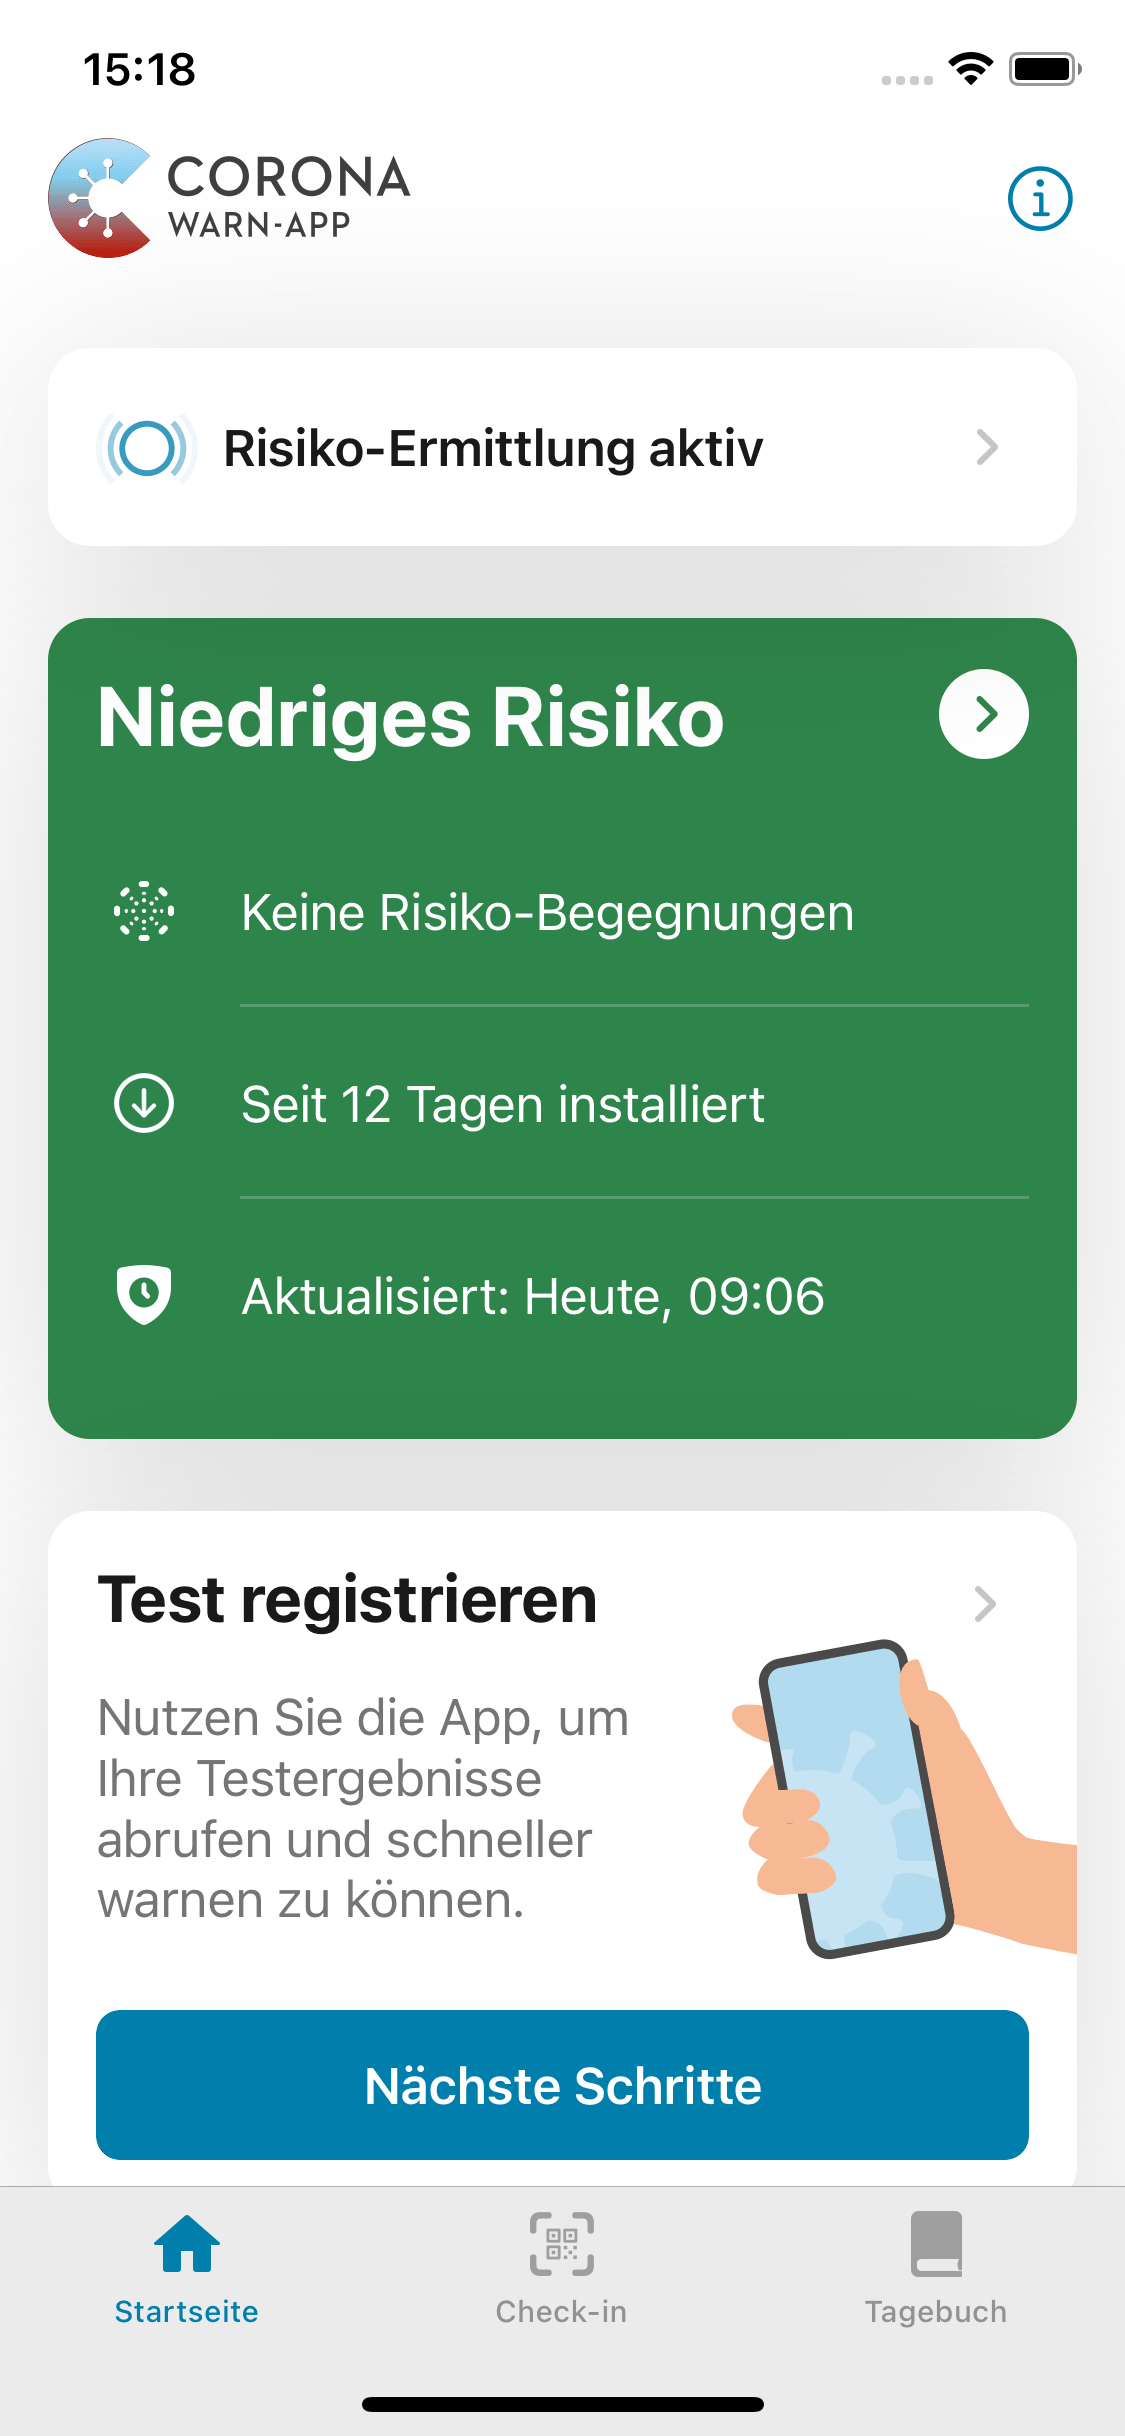 15:18
CORONA
WARN-APP
Risiko-Ermittlung aktiv
Niedriges Risiko
Keine Risiko-Begegnungen
Seit 12 Tagen installiert
Aktualisiert: Heute, 09:06
Test registrieren
Nutzen Sie die App, um
Ihre Testergebnisse
abrufen und schneller
warnen zu können.
Nächste Schritte
Startseite
Check-in
Tagebuch